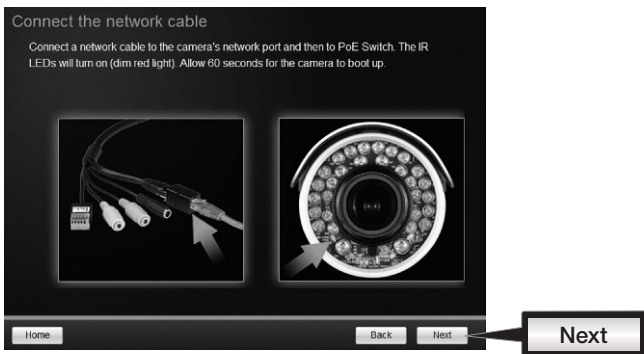 Connect the network cable
Connect a network cable to the camera's network port and then to PoE Switch. The IR
LEDs will turn on (dim red light). Allow 60 seconds for the camera to boot up.
Home
Back
Next
Next